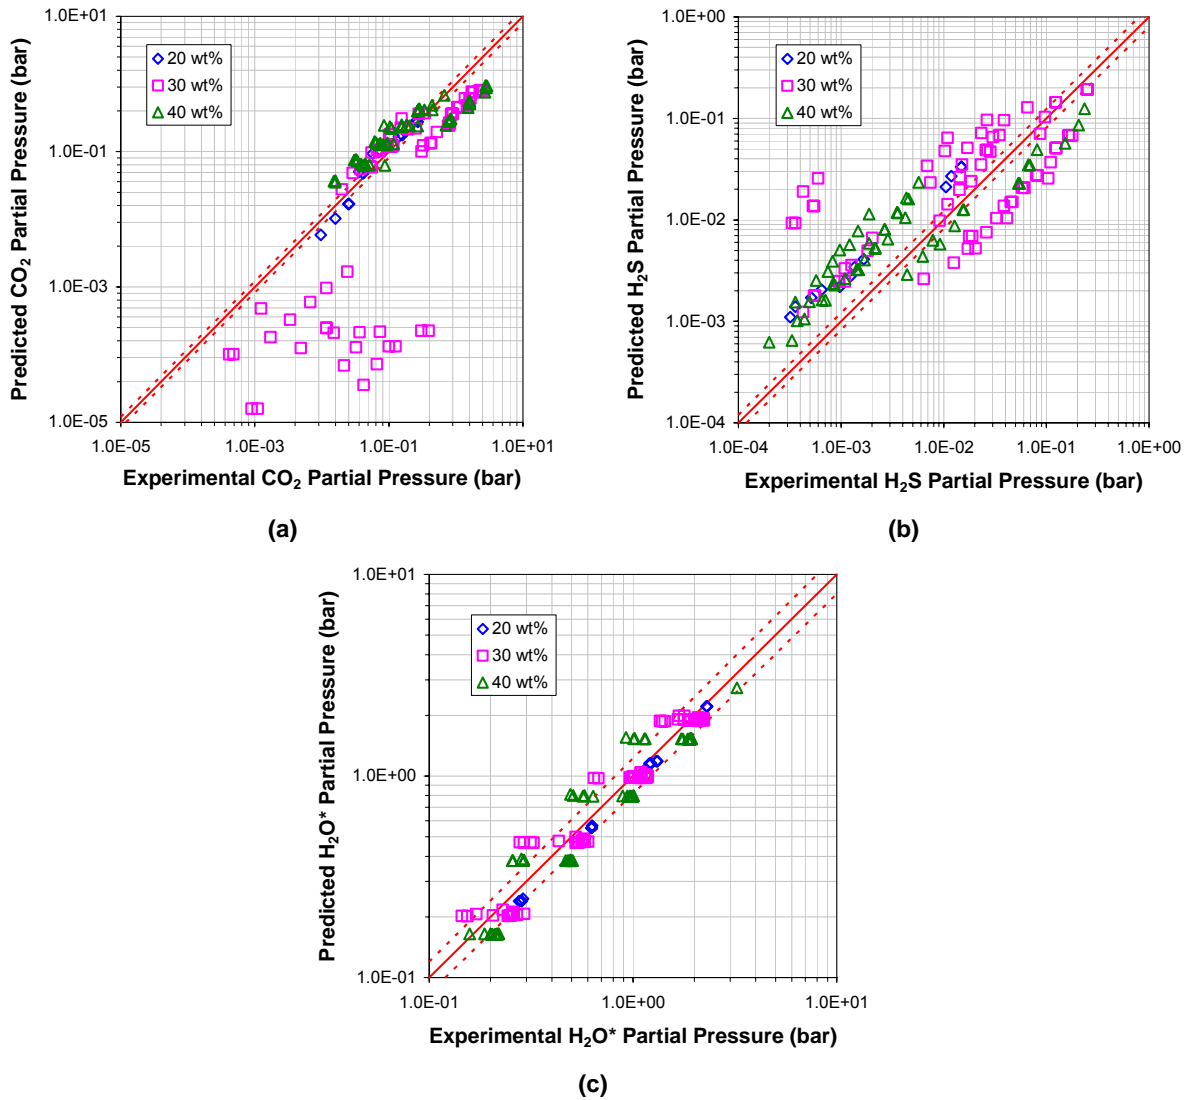 Predicted CO2 Partial Pressure (bar)
1.0E+01
1.0E-01
1.0E-03
1.0E-05
20 wt%
30 wt%
40 wt%
1.0E-05 1.0E-03 1.0E-01 1.0E+01
Experimental CO2 Partial Pressure (bar)
(a)
Predicted H2S Partial Pressure (bar)
1.0E+00
1.0E-01
1.0E-02
1.0E-03
1.0E-04
20 wt%
30 wt%
40 wt%
1.0E-04 1.0E-03 1.0E-02 1.0E-01 1.0E+00
Experimental H2S Partial Pressure (bar)
(b)
Predicted H2O* Partial Pressure (bar)
1.0E+01
1.0E+00
1.0E-01
20 wt%
30 wt%
40 wt%
1.0E-01 1.0E+00 1.0E+01
Experimental H2O* Partial Pressure (bar)
(c)